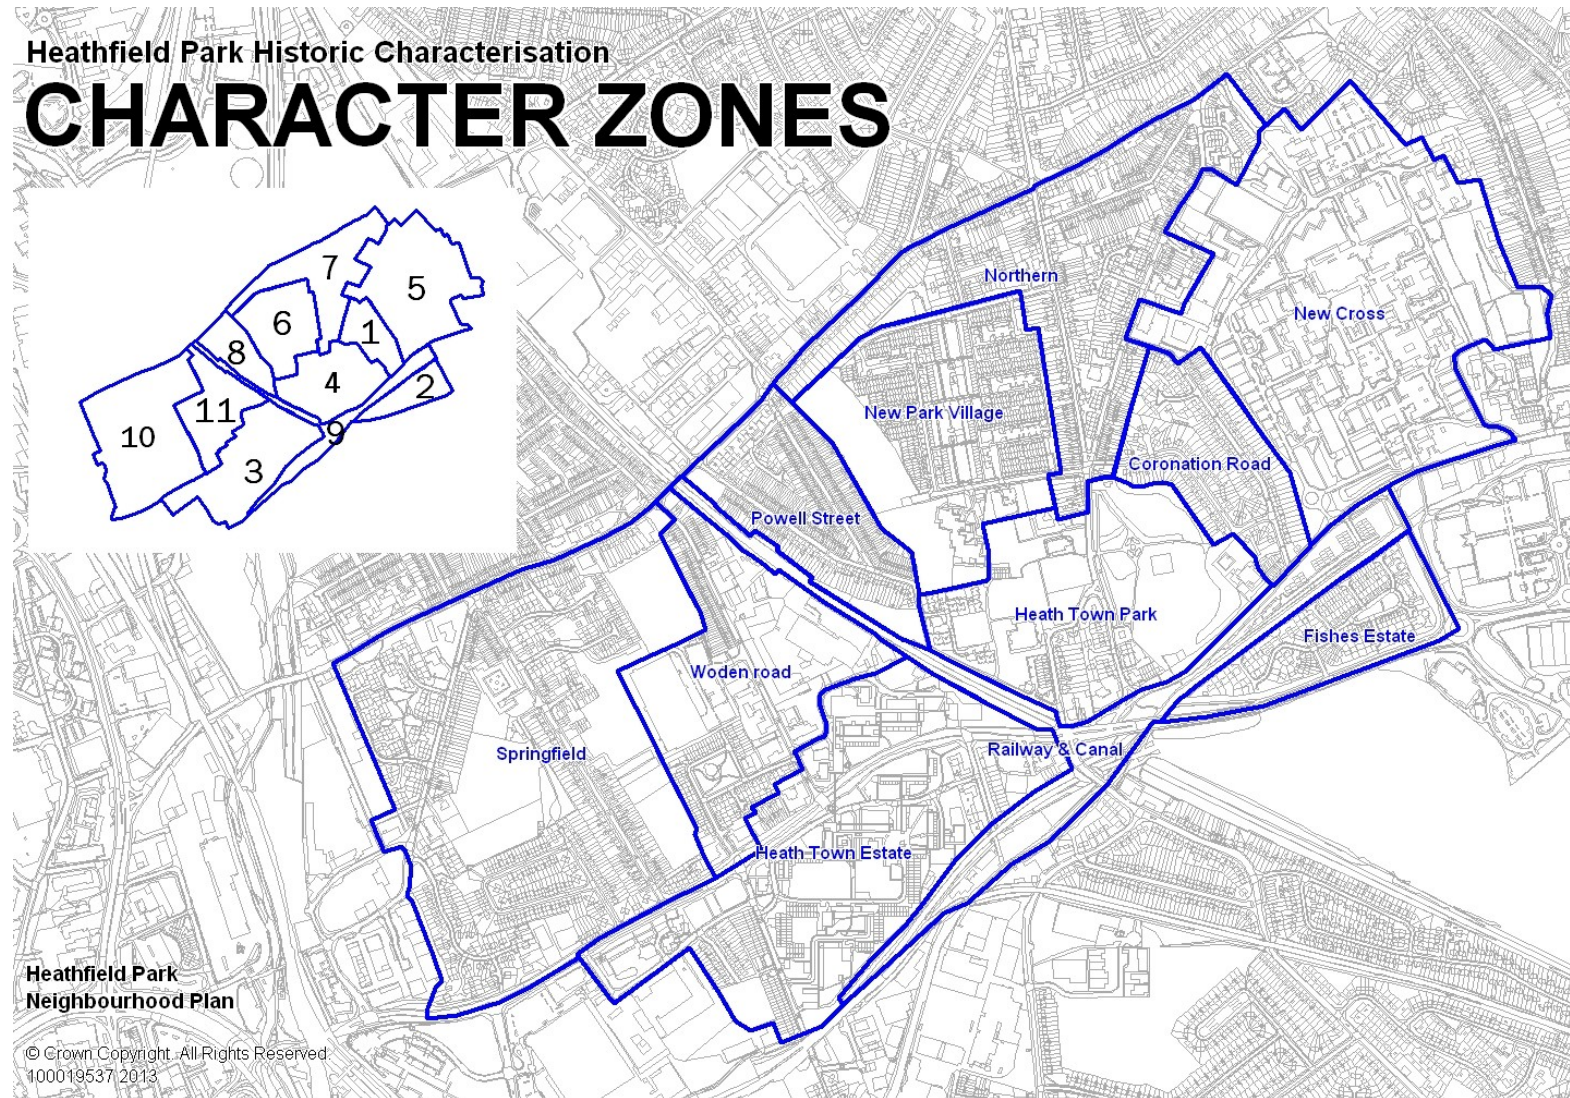 Heathfield Park Historic Characterisation
CHARACTER ZONES
7
5
6
1
8
4
2
11
9
10
3
Northern
New Cross
New Park Village
Coronation Road
Powell Street
Heath Town Park
Fishes Estate
Woden road
Railway & Canal
Springfield
Heath Town Estate
Heathfield Park
Neighbourhood Plan
© Crown Copyright. All Rights Reserved.
100019537 2013